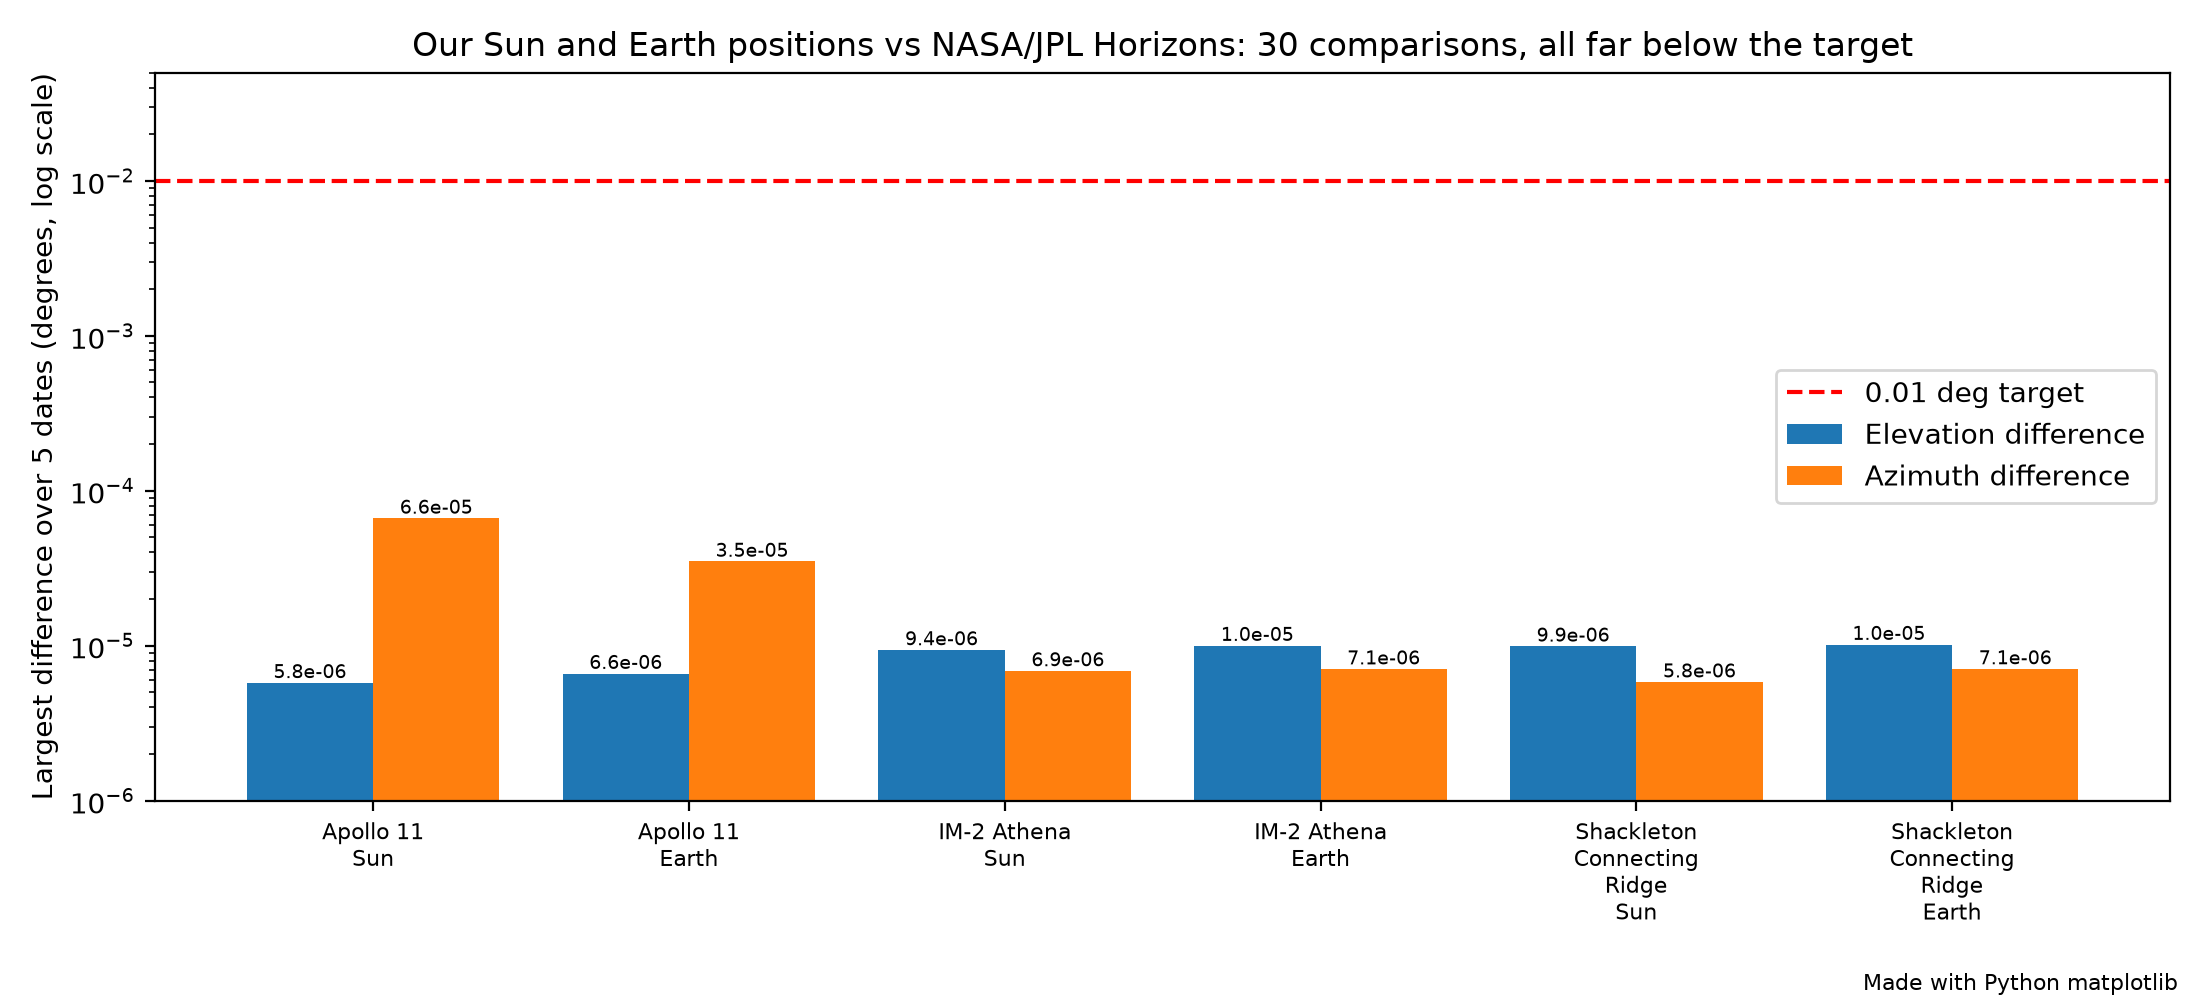 Our Sun and Earth positions vs NASA/JPL Horizons: 30 comparisons, all far below the target
Largest difference over 5 dates (degrees, log scale)
10⁻²
10⁻³
10⁻⁴
10⁻⁵
10⁻⁶
0.01 deg target
Elevation difference
Azimuth difference
5.8e-06
6.6e-05
6.6e-06
3.5e-05
9.4e-06
6.9e-06
1.0e-05
7.1e-06
9.9e-06
5.8e-06
1.0e-05
7.1e-06
Apollo 11
Sun
Apollo 11
Earth
IM-2 Athena
Sun
IM-2 Athena
Earth
Shackleton
Connecting
Ridge
Sun
Shackleton
Connecting
Ridge
Earth
Made with Python matplotlib